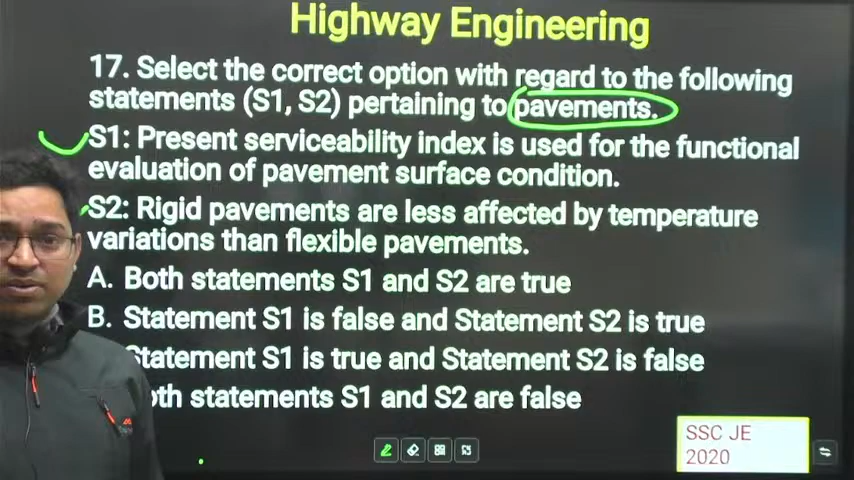 Highway Engineering
17. Select the correct option with regard to the following
statements (S1, S2) pertaining to pavements.
S1: Present serviceability index is used for the functional
evaluation of pavement surface condition.
S2: Rigid pavements are less affected by temperature
variations than flexible pavements.
A. Both statements S1 and S2 are true
B. Statement S1 is false and Statement S2 is true
Statement S1 is true and Statement S2 is false
statements S1 and S2 are false
SSC JE
2020